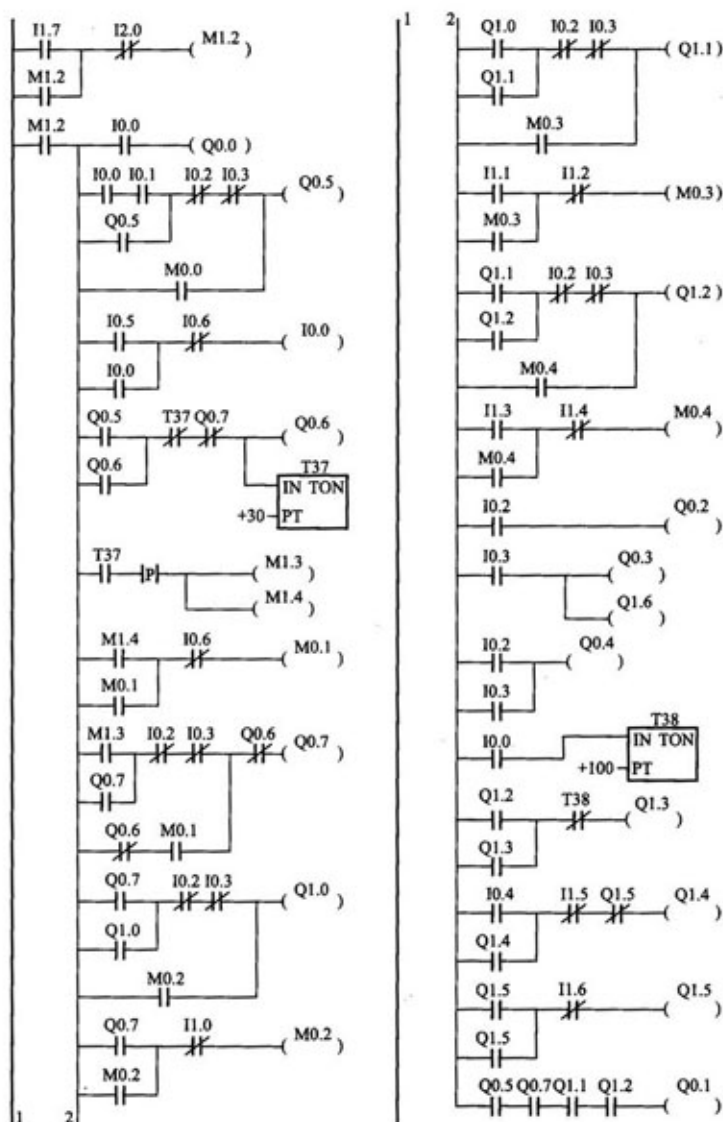 I1.7 I2.0 M1.2
M1.2
M1.2 I0.0 Q0.0
I0.0 I0.1 I0.2 I0.3 Q0.5
Q0.5
M0.0
I0.5 I0.6 I0.0
I0.0
Q0.5 T37 Q0.7 Q0.6
Q0.6 T37
IN TON
+30 PT
T37 P M1.3
M1.4
M1.4 I0.6 M0.1
M0.1
M1.3 I0.2 I0.3 Q0.6 Q0.7
Q0.7
Q0.6 M0.1
Q0.7 I0.2 I0.3 Q1.0
Q1.0
M0.2
Q0.7 I1.0 M0.2
M0.2
1 2
1 2
Q1.0 I0.2 I0.3 Q1.1
Q1.1
M0.3
I1.1 I1.2 M0.3
M0.3
Q1.1 I0.2 I0.3 Q1.2
Q1.2
M0.4
I1.3 I1.4 M0.4
M0.4
I0.2 Q0.2
I0.3 Q0.3
Q1.6
I0.2 Q0.4
I0.3
T38
I0.0 IN TON
+100 PT
Q1.2 T38 Q1.3
Q1.3
I0.4 I1.5 Q1.5 Q1.4
Q1.4
Q1.5 I1.6 Q1.5
Q1.5
Q0.5 Q0.7 Q1.1 Q1.2 Q0.1